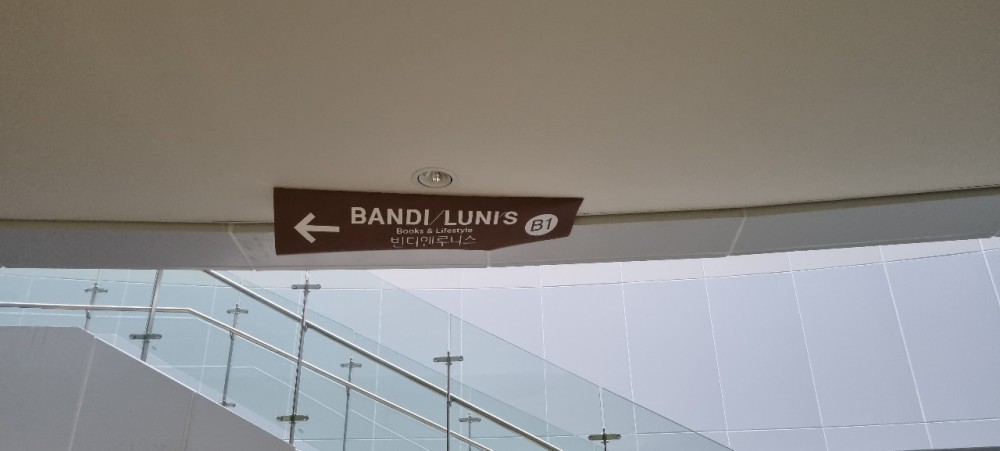 ← BANDI/LUNI'S B1
Books & Lifestyle
반디앤루니스